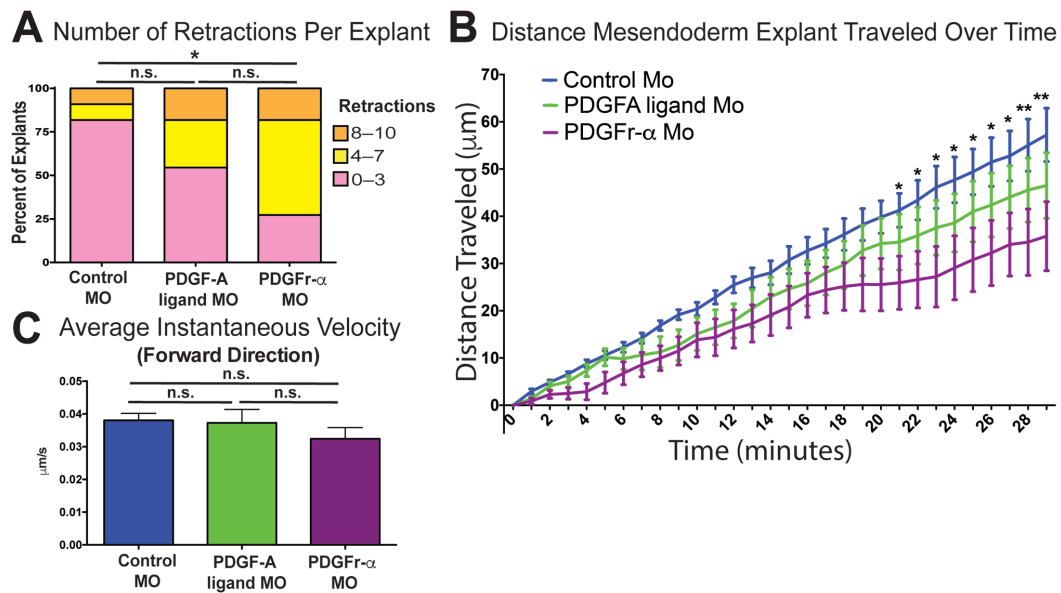 A Number of Retractions Per Explant
*
n.s. n.s.
Percent of Explants
100
75
50
25
0
Retractions
8–10
4–7
0–3
Control
MO
PDGF-A
ligand MO
PDGFr-α
MO
B Distance Mesendoderm Explant Traveled Over Time
Distance Traveled (μm)
70
60
50
40
30
20
10
0
Control Mo
PDGFA ligand Mo
PDGFr-α Mo
* * * * * * * ** **
0 2 4 6 8 10 12 14 16 18 20 22 24 26 28
Time (minutes)
C Average Instantaneous Velocity
(Forward Direction)
n.s.
n.s. n.s.
μm/s
0.05
0.04
0.03
0.02
0.01
0.00
Control
MO
PDGF-A
ligand MO
PDGFr-α
MO